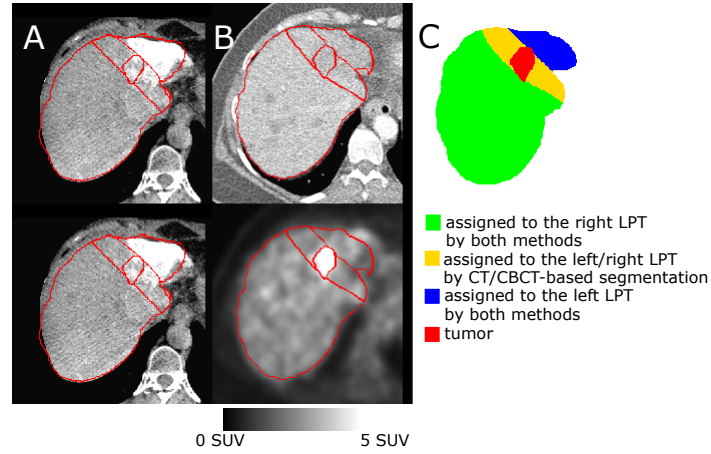 A
B
C
assigned to the right LPT
by both methods
assigned to the left/right LPT
by CT/CBCT-based segmentation
assigned to the left LPT
by both methods
tumor
0 SUV
5 SUV